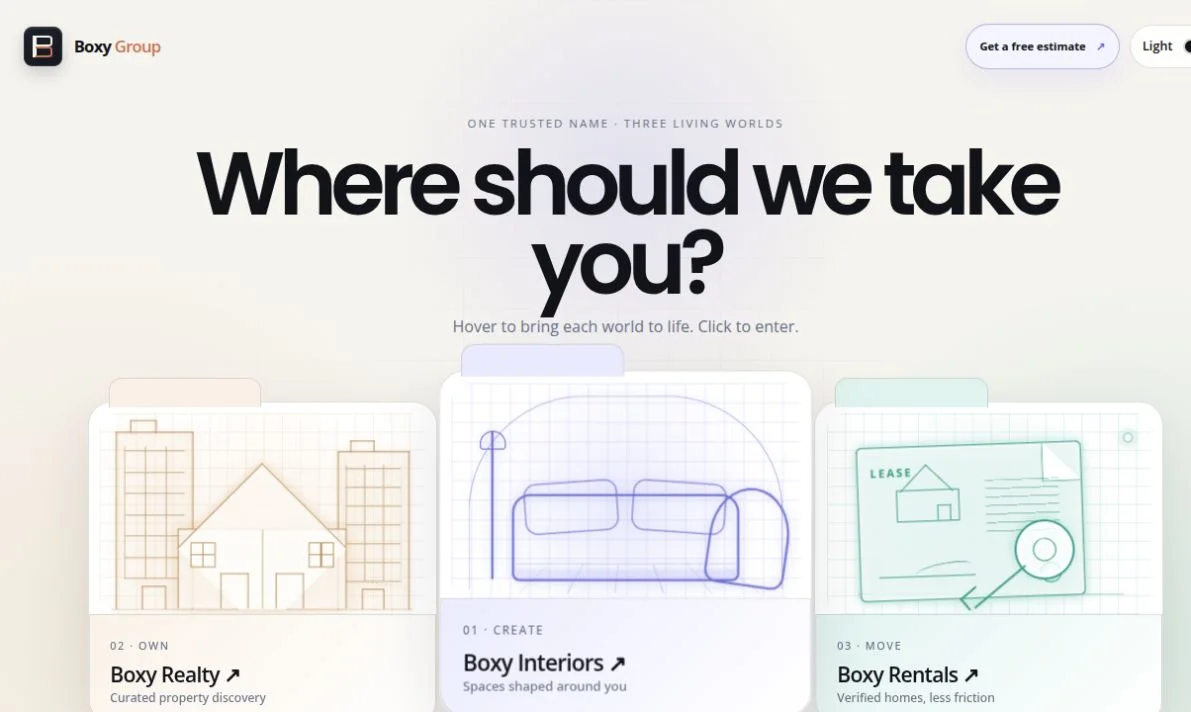 Boxy Group
Get a free estimate ↗
Light
ONE TRUSTED NAME · THREE LIVING WORLDS
Where should we take
you?
Hover to bring each world to life. Click to enter.
02 · OWN
Boxy Realty ↗
Curated property discovery
01 · CREATE
Boxy Interiors ↗
Spaces shaped around you
LEASE
03 · MOVE
Boxy Rentals ↗
Verified homes, less friction